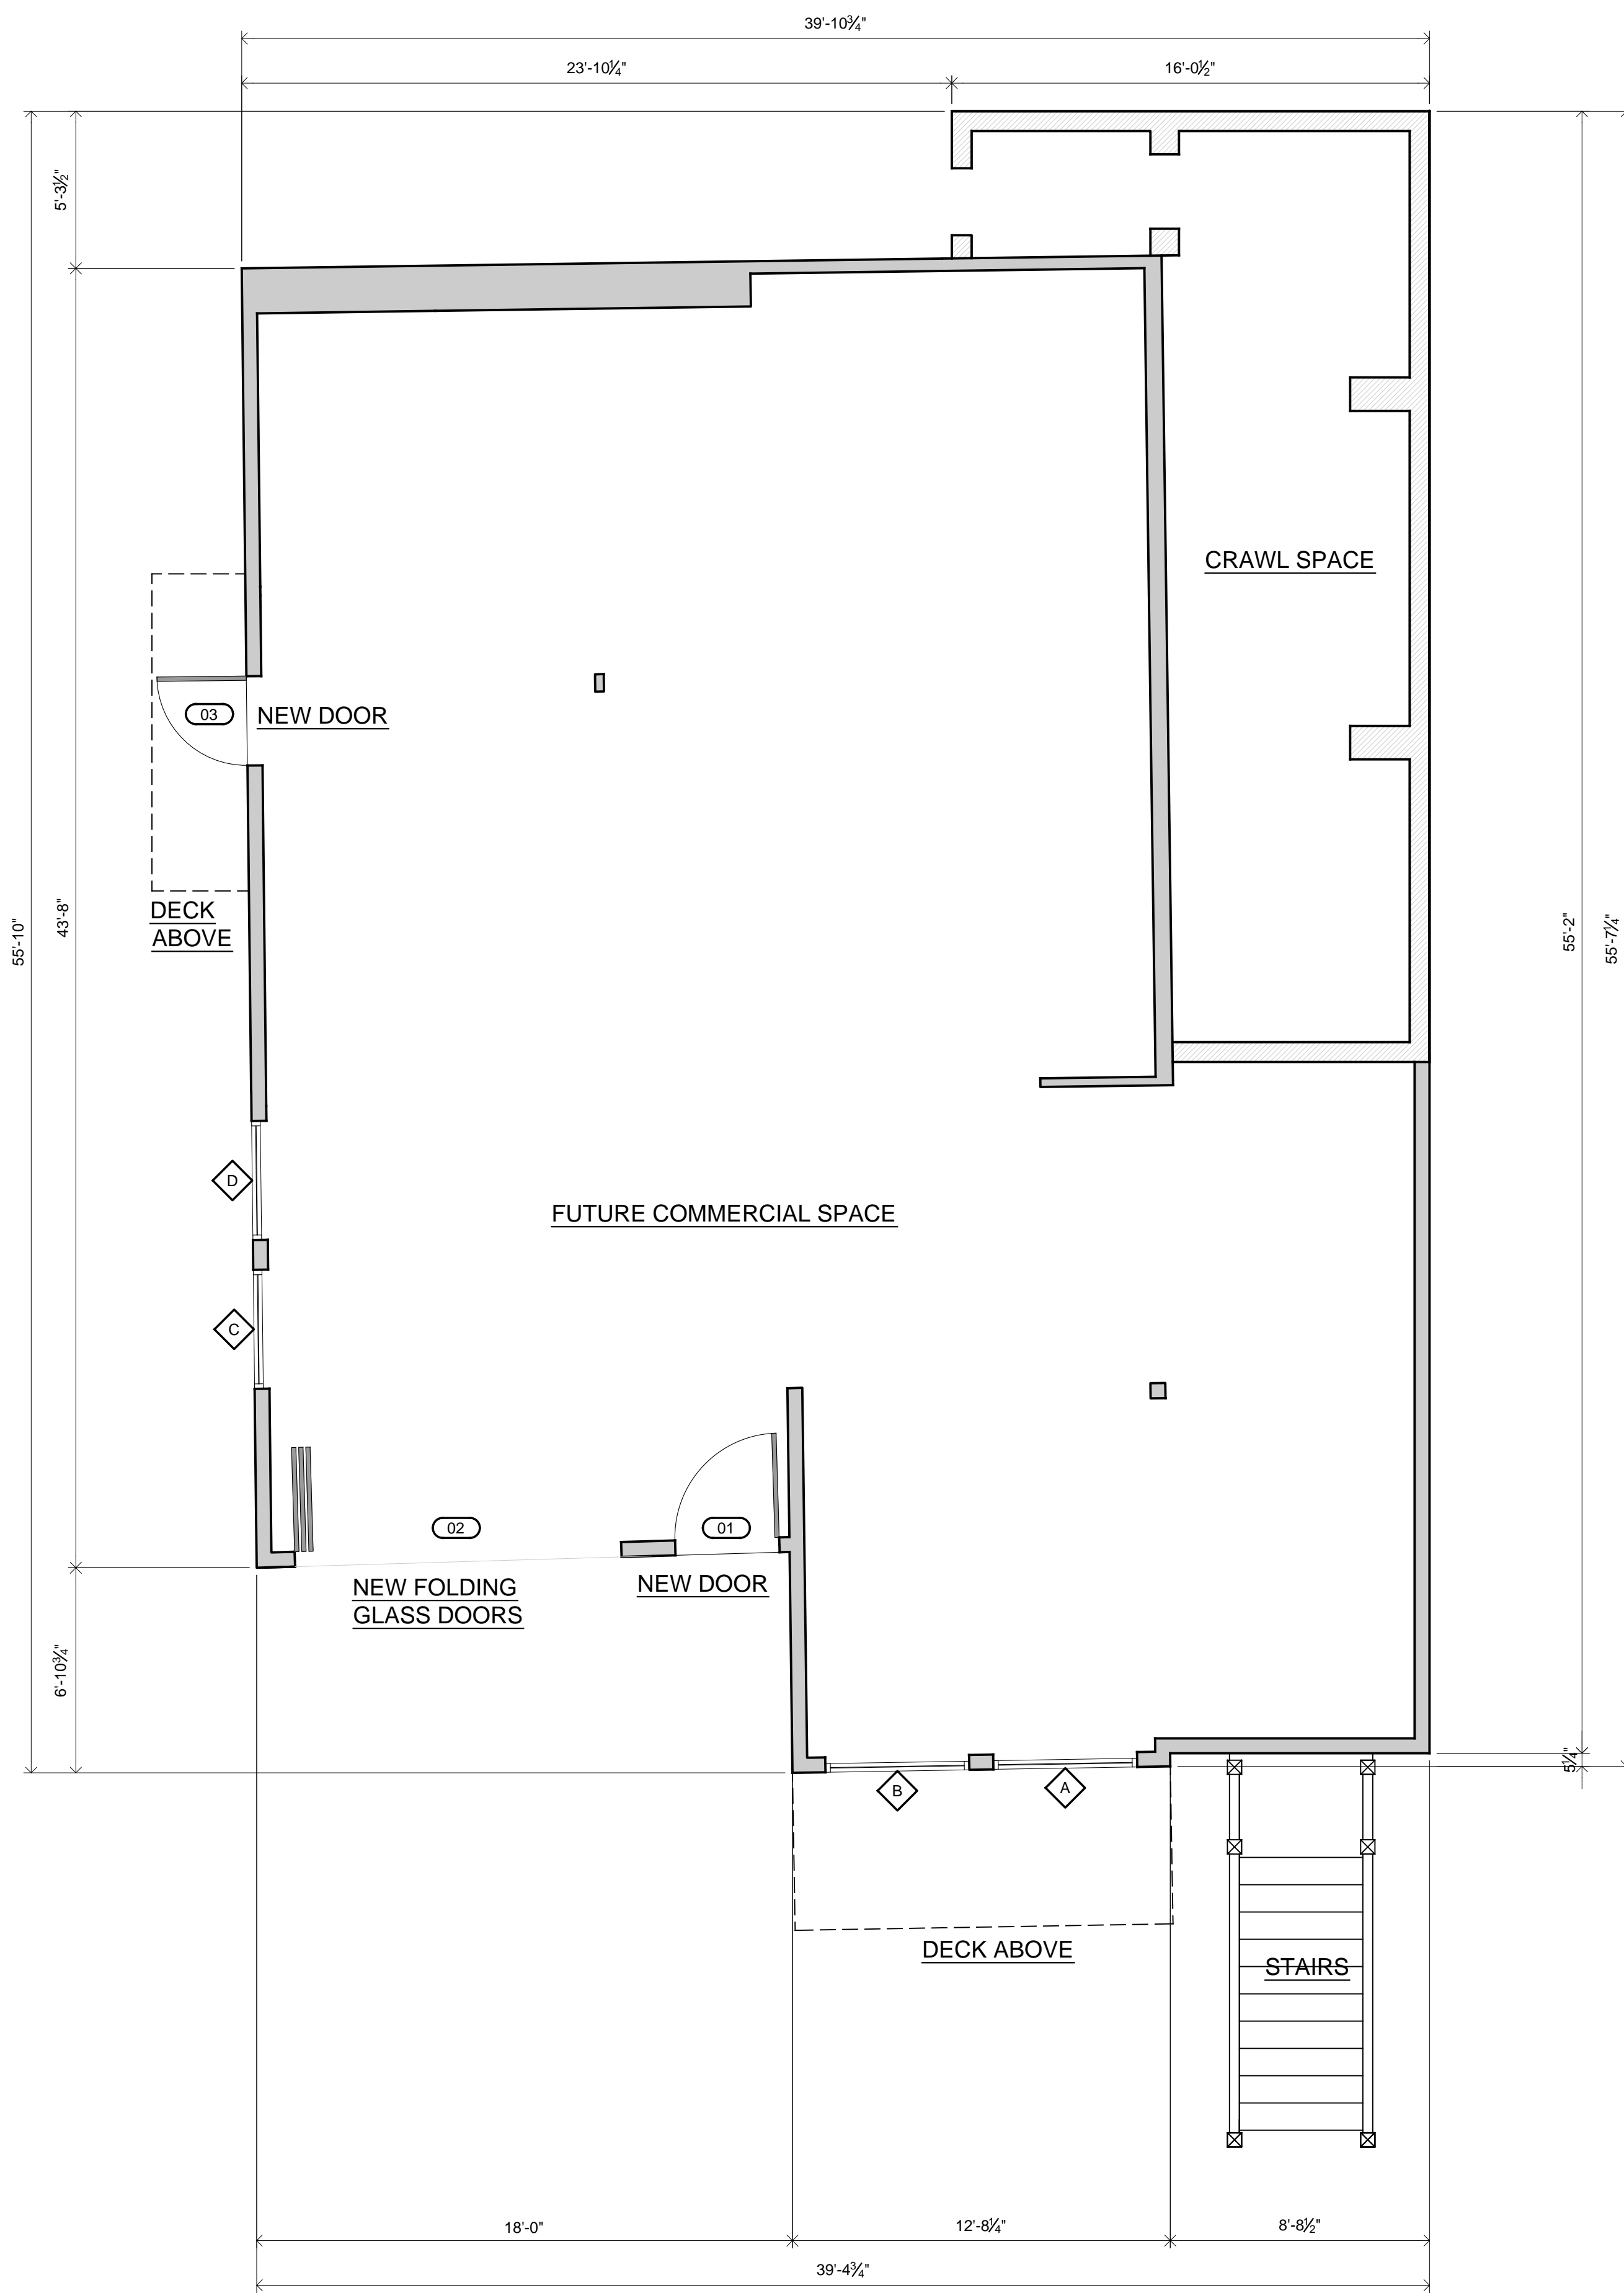 39'-10¾"
23'-10¼"
16'-0½"
5'-3½"
CRAWL SPACE
03
NEW DOOR
DECK
ABOVE
55'-10"
43'-8"
55'-2"
55'-7¼"
D
FUTURE COMMERCIAL SPACE
C
02
01
NEW FOLDING
GLASS DOORS
NEW DOOR
6'-10¾"
5¼"
B
A
DECK ABOVE
STAIRS
18'-0"
12'-8¼"
8'-8½"
39'-4¾"